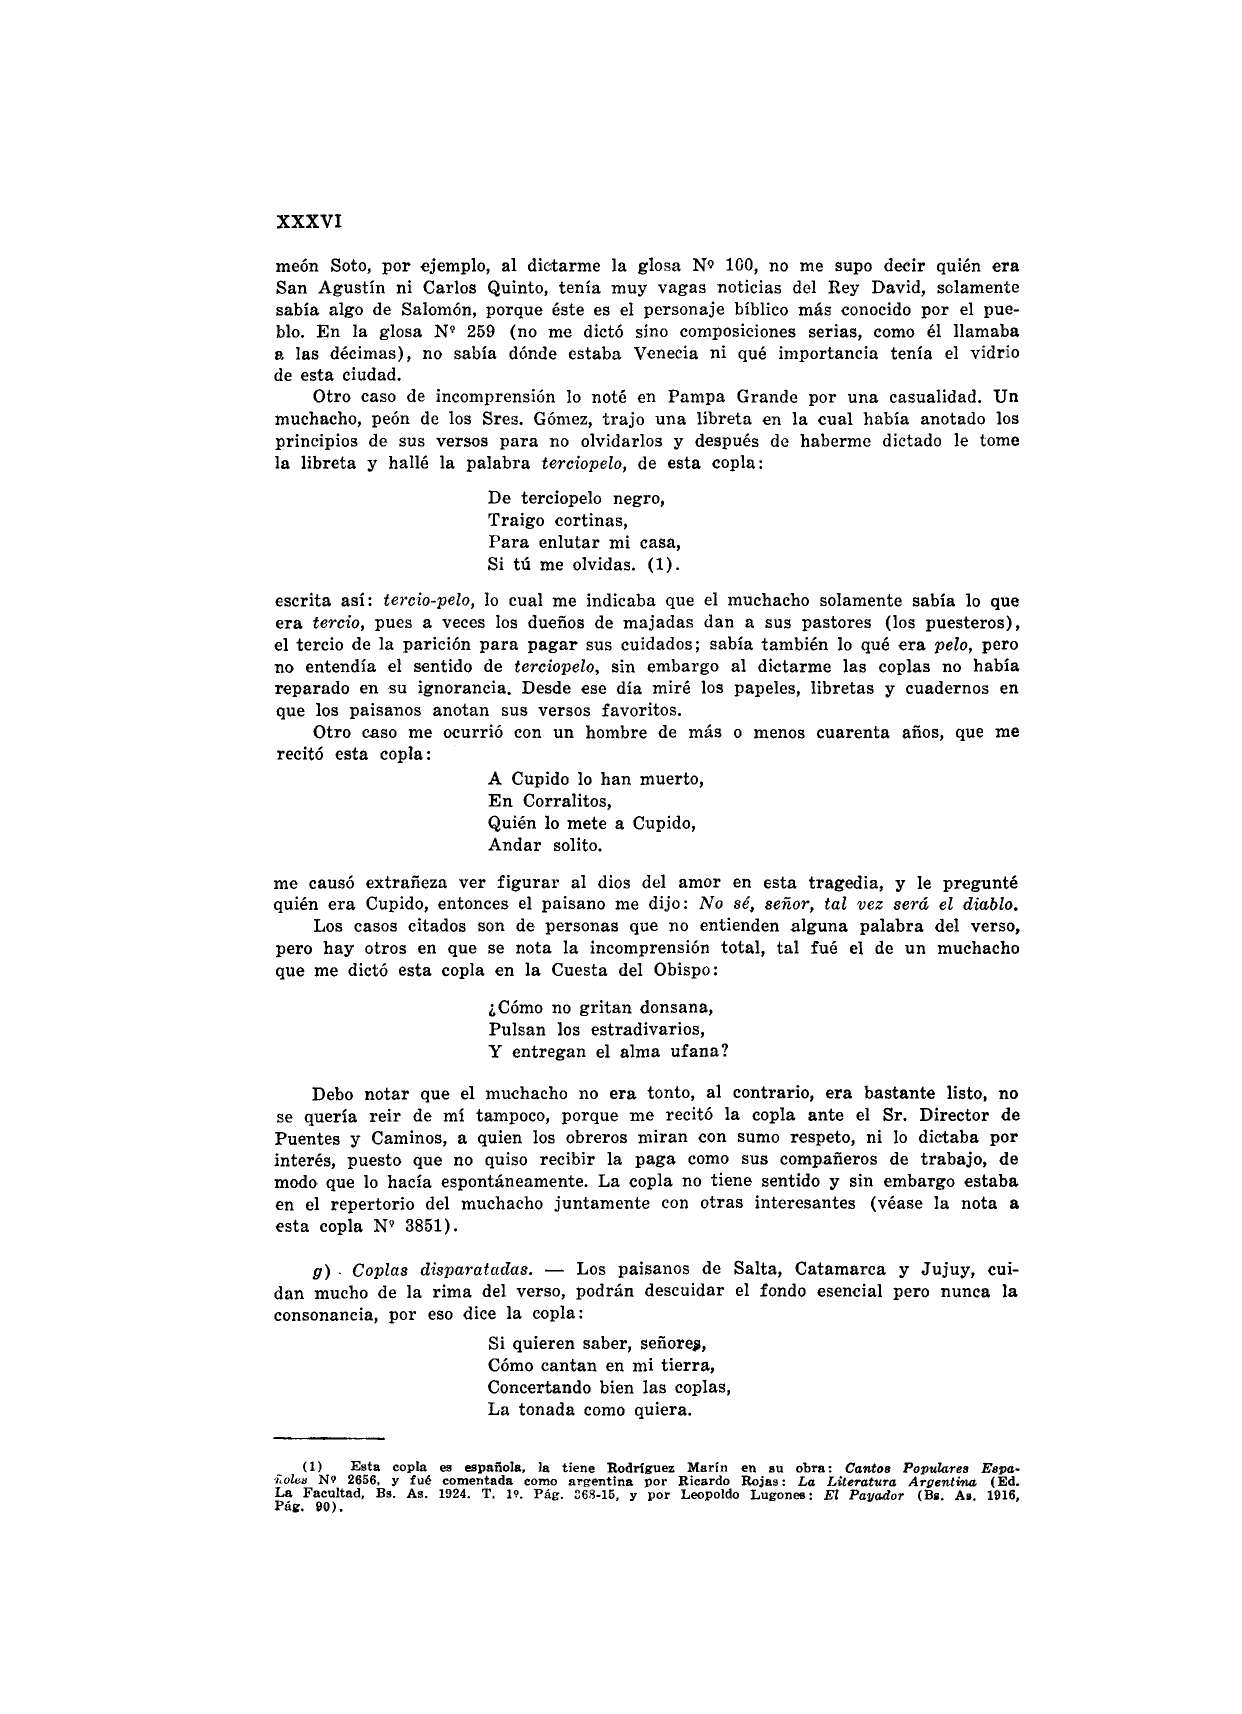 XXXVI
meón Soto, por ejemplo, al dictarme la glosa Nº 100, no me supo decir quién era
San Agustín ni Carlos Quinto, tenía muy vagas noticias del Rey David, solamente
sabía algo de Salomón, porque éste es el personaje bíblico más conocido por el pue-
blo. En la glosa Nº 259 (no me dictó sino composiciones serias, como él llamaba
a las décimas), no sabía dónde estaba Venecia ni qué importancia tenía el vidrio
de esta ciudad.
Otro caso de incomprensión lo noté en Pampa Grande por una casualidad. Un
muchacho, peón de los Sres. Gómez, trajo una libreta en la cual había anotado los
principios de sus versos para no olvidarlos y después de haberme dictado le tome
la libreta y hallé la palabra terciopelo, de esta copla:
De terciopelo negro,
Traigo cortinas,
Para enlutar mi casa,
Si tú me olvidas. (1).
escrita así: tercio-pelo, lo cual me indicaba que el muchacho solamente sabía lo que
era tercio, pues a veces los dueños de majadas dan a sus pastores (los puesteros),
el tercio de la parición para pagar sus cuidados; sabía también lo qué era pelo, pero
no entendía el sentido de terciopelo, sin embargo al dictarme las coplas no había
reparado en su ignorancia. Desde ese día miré los papeles, libretas y cuadernos en
que los paisanos anotan sus versos favoritos.
Otro caso me ocurrió con un hombre de más o menos cuarenta años, que me
recitó esta copla:
A Cupido lo han muerto,
En Corralitos,
Quién lo mete a Cupido,
Andar solito.
me causó extrañeza ver figurar al dios del amor en esta tragedia, y le pregunté
quién era Cupido, entonces el paisano me dijo: No sé, señor, tal vez será el diablo.
Los casos citados son de personas que no entienden alguna palabra del verso,
pero hay otros en que se nota la incomprensión total, tal fué el de un muchacho
que me dictó esta copla en la Cuesta del Obispo:
¿Cómo no gritan donsana,
Pulsan los estradivarios,
Y entregan el alma ufana?
Debo notar que el muchacho no era tonto, al contrario, era bastante listo, no
se quería reir de mí tampoco, porque me recitó la copla ante el Sr. Director de
Puentes y Caminos, a quien los obreros miran con sumo respeto, ni lo dictaba por
interés, puesto que no quiso recibir la paga como sus compañeros de trabajo, de
modo que lo hacía espontáneamente. La copla no tiene sentido y sin embargo estaba
en el repertorio del muchacho juntamente con otras interesantes (véase la nota a
esta copla Nº 3851).
g) - Coplas disparatadas. — Los paisanos de Salta, Catamarca y Jujuy, cui-
dan mucho de la rima del verso, podrán descuidar el fondo esencial pero nunca la
consonancia, por eso dice la copla:
Si quieren saber, señores,
Cómo cantan en mi tierra,
Concertando bien las coplas,
La tonada como quiera.
(1) Esta copla es española, la tiene Rodríguez Marín en su obra: Cantos Populares Espa-
ñoles Nº 2656, y fué comentada como argentina por Ricardo Rojas: La Literatura Argentina (Ed.
La Facultad, Bs. As. 1924. T. 1º. Pág. 368-15, y por Leopoldo Lugones: El Payador (Bs. As. 1916,
Pág. 90).